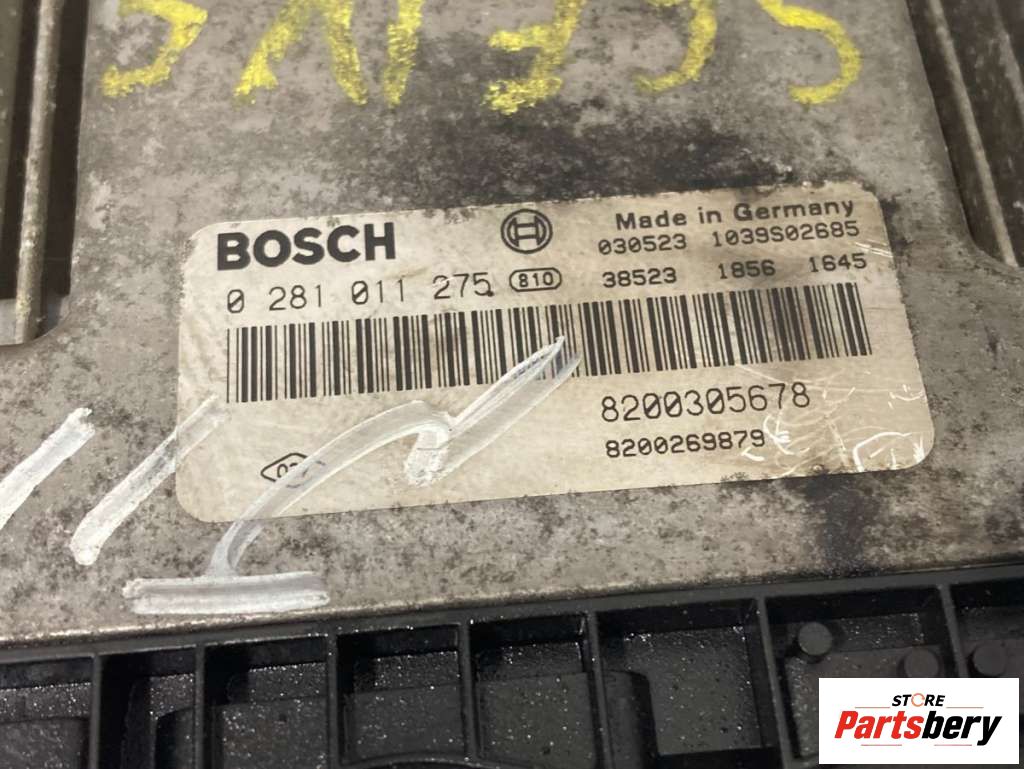 BOSCH
Made in Germany
030523 1039S02685
0 281 011 275 810
38523 1856 1645
8200305678
8200269879
STORE
Partsbery